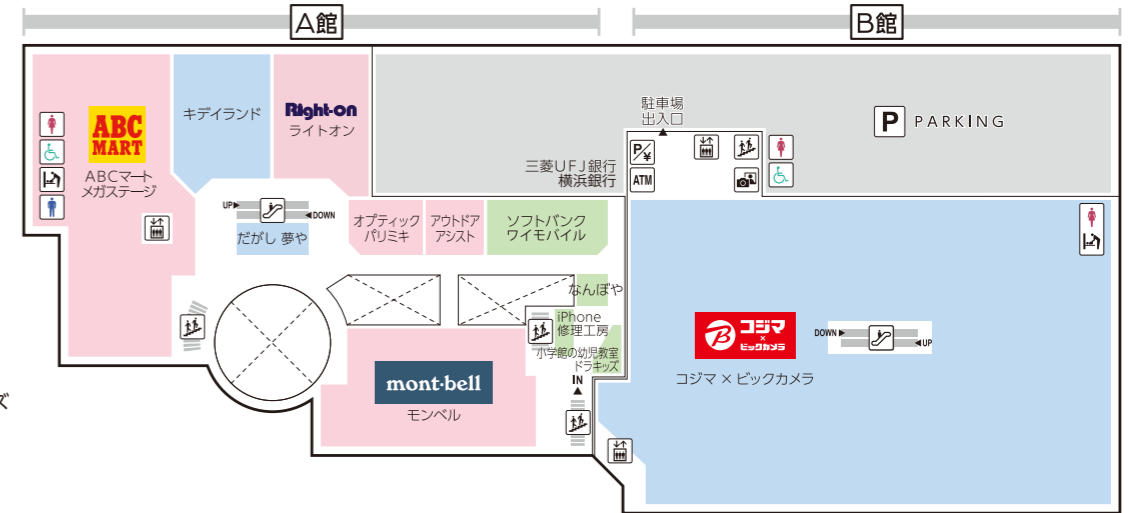 A館
B館
ABC
MART
ABCマート
メガステージ
キデイランド
Right-on
ライトオン
駐車場
出入口
P
PARKING
三菱UFJ銀行
横浜銀行
P/¥
ATM
UP
DOWN
だがし 夢や
オプティック
パリミキ
アウトドア
アシスト
ソフトバンク
ワイモバイル
なんぼや
iPhone
修理工房
小学館の幼児教室
ドラキッズ
IN
mont-bell
モンベル
B コジマ
×
ビックカメラ
コジマ×ビックカメラ
DOWN
UP
ズ